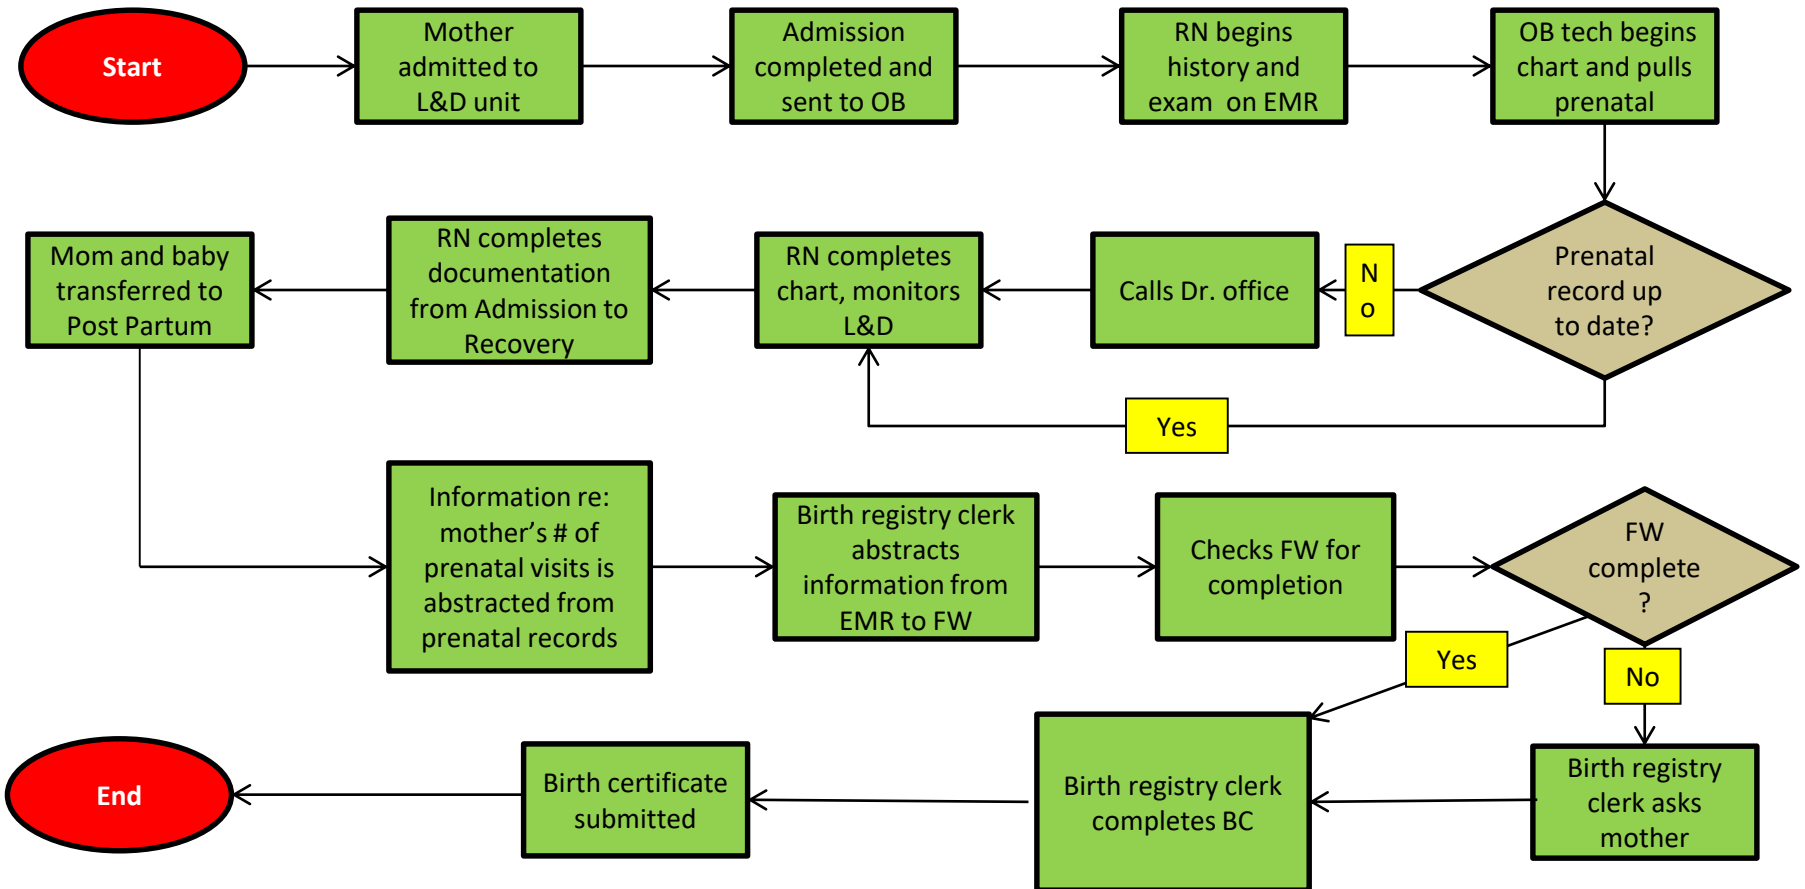 Start
Mother
admitted to
L&D unit
Admission
completed and
sent to OB
RN begins
history and
exam on EMR
OB tech begins
chart and pulls
prenatal
Prenatal
record up
to date?
N
o
Calls Dr. office
RN completes
chart, monitors
L&D
RN completes
documentation
from Admission to
Recovery
Mom and baby
transferred to
Post Partum
Yes
Information re:
mother’s # of
prenatal visits is
abstracted from
prenatal records
Birth registry clerk
abstracts
information from
EMR to FW
Checks FW for
completion
FW
complete
?
Yes
No
Birth registry
clerk asks
mother
Birth registry clerk
completes BC
Birth certificate
submitted
End